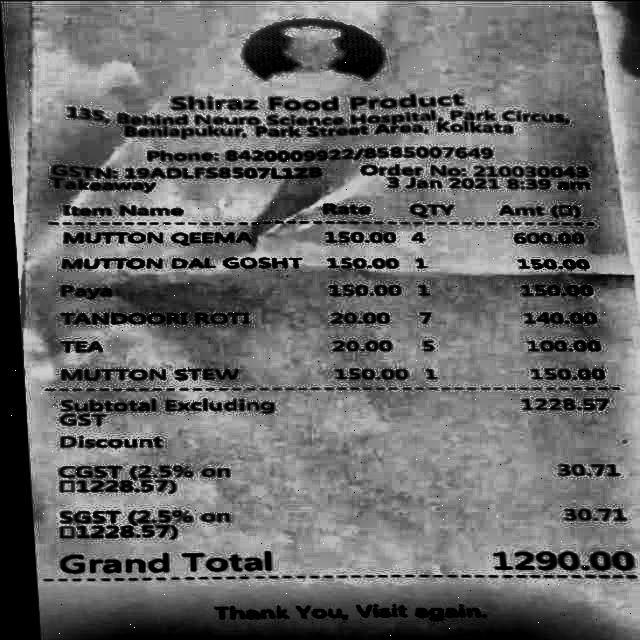 Shiraz Food Product
135, Behind Neuro Science Hospital, Park Circus,
Beniapukur, Park Street Area, Kolkata
Phone: 8420009922/8585007649
GSTN: 19ADLFS8507L1Z8 Order No: 210030043
Takeaway 3 Jan 2021 8:39 am
Item Name Rate QTY Amt (□)
MUTTON QEEMA 150.00 4 600.00
MUTTON DAL GOSHT 150.00 1 150.00
Paya 150.00 1 150.00
TANDOORI ROTI 20.00 7 140.00
TEA 20.00 5 100.00
MUTTON STEW 150.00 1 150.00
Subtotal Excluding 1228.57
GST
Discount -
CGST (2.5% on 30.71
□1228.57)
SGST (2.5% on 30.71
□1228.57)
Grand Total 1290.00
Thank You, Visit again.